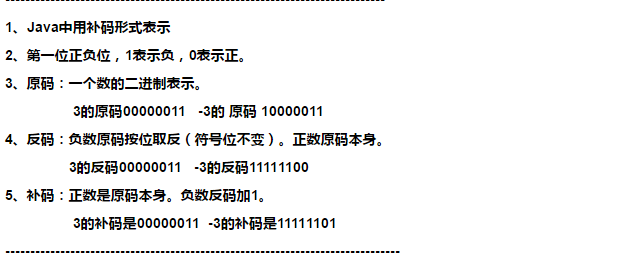 1、Java中用补码形式表示
2、第一位正负位，1表示负，0表示正。
3、原码：一个数的二进制表示。
3的原码00000011 -3的 原码 10000011
4、反码：负数原码按位取反（符号位不变）。正数原码本身。
3的反码00000011 -3的反码11111100
5、补码：正数是原码本身。负数反码加1。
3的补码是00000011 -3的补码是11111101